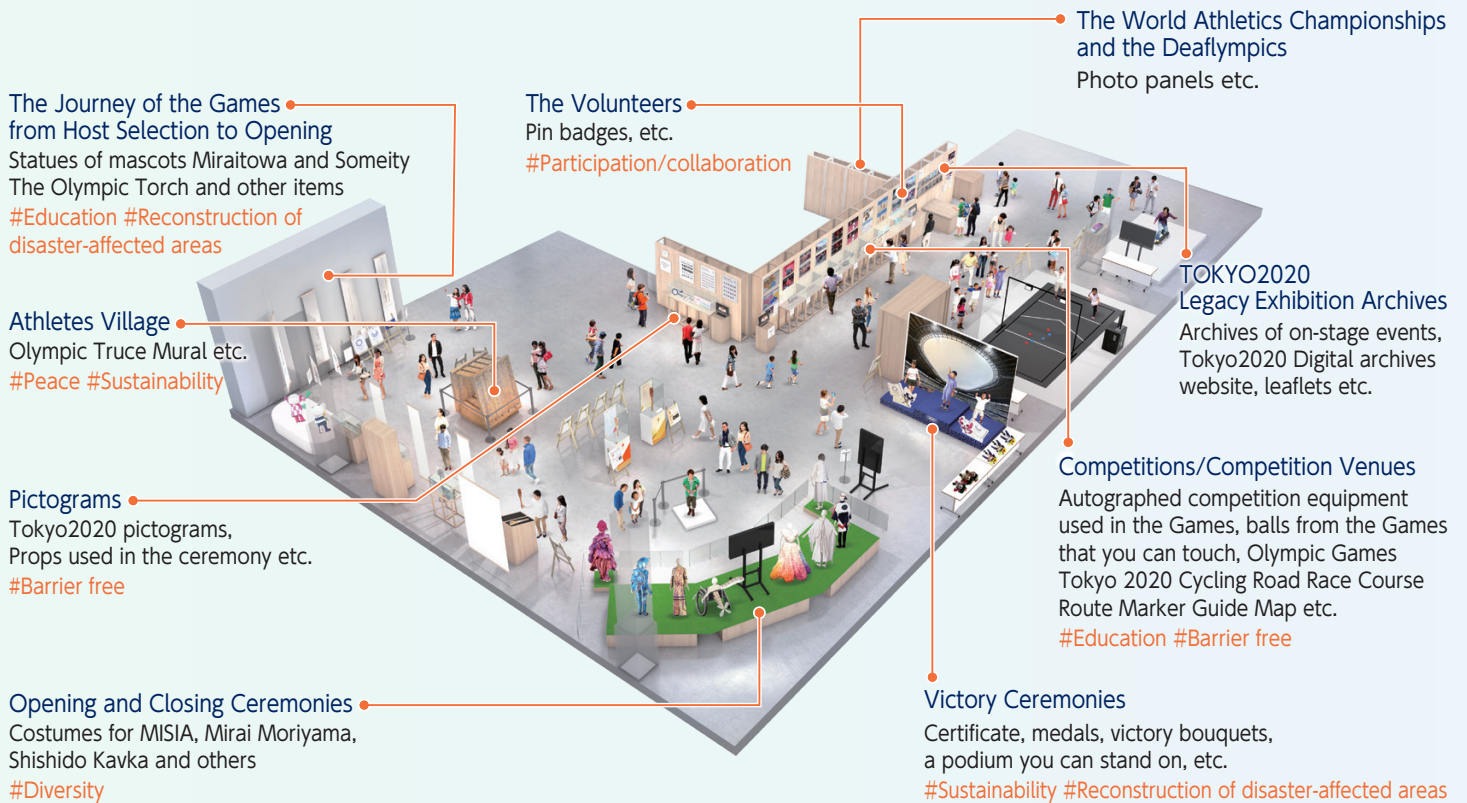 The World Athletics Championships
and the Deaflympics
Photo panels etc.
The Journey of the Games
from Host Selection to Opening
Statues of mascots Miraitowa and Someity
The Olympic Torch and other items
#Education #Reconstruction of
disaster-affected areas
The Volunteers
Pin badges, etc.
#Participation/collaboration
TOKYO2020
Legacy Exhibition Archives
Archives of on-stage events,
Tokyo2020 Digital archives
website, leaflets etc.
Athletes Village
Olympic Truce Mural etc.
#Peace #Sustainability
Competitions/Competition Venues
Autographed competition equipment
used in the Games, balls from the Games
that you can touch, Olympic Games
Tokyo 2020 Cycling Road Race Course
Route Marker Guide Map etc.
#Education #Barrier free
Pictograms
Tokyo2020 pictograms,
Props used in the ceremony etc.
#Barrier free
Opening and Closing Ceremonies
Costumes for MISIA, Mirai Moriyama,
Shishido Kavka and others
#Diversity
Victory Ceremonies
Certificate, medals, victory bouquets,
a podium you can stand on, etc.
#Sustainability #Reconstruction of disaster-affected areas